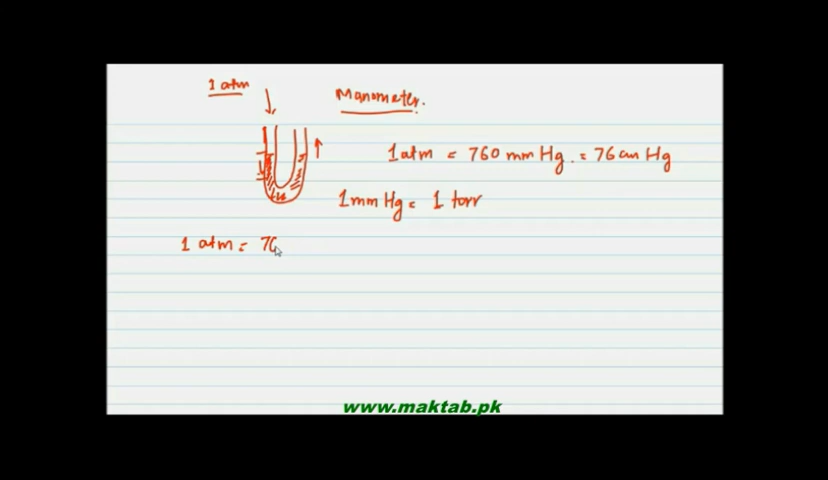 1 atm
Manometer.
1 atm = 760 mm Hg. = 76 cm Hg
1 mm Hg = 1 torr
1 atm = 76
www.maktab.pk